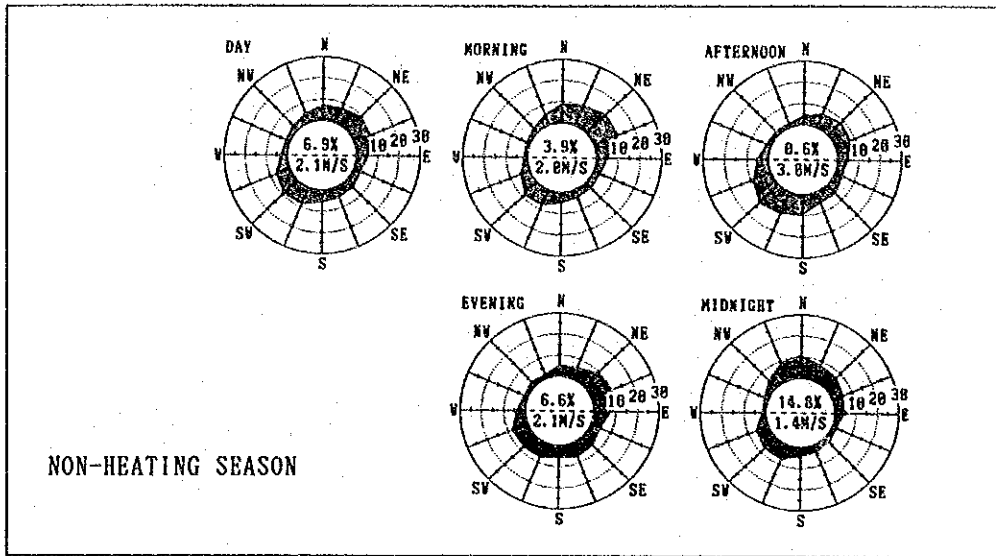 DAY
N
NW
NE
W
6.9%
2.1M/S
10 20 30
E
SW
SE
S
MORNING
N
NW
NE
W
3.9%
2.0M/S
10 20 30
E
SW
SE
S
AFTERNOON
N
NW
NE
W
0.6%
3.0M/S
10 20 30
E
SW
SE
S
EVENING
N
NW
NE
W
6.6%
2.1M/S
10 20 30
E
SW
SE
S
MIDNIGHT
N
NW
NE
W
14.8%
1.4M/S
10 20 30
E
SW
SE
S
NON-HEATING SEASON